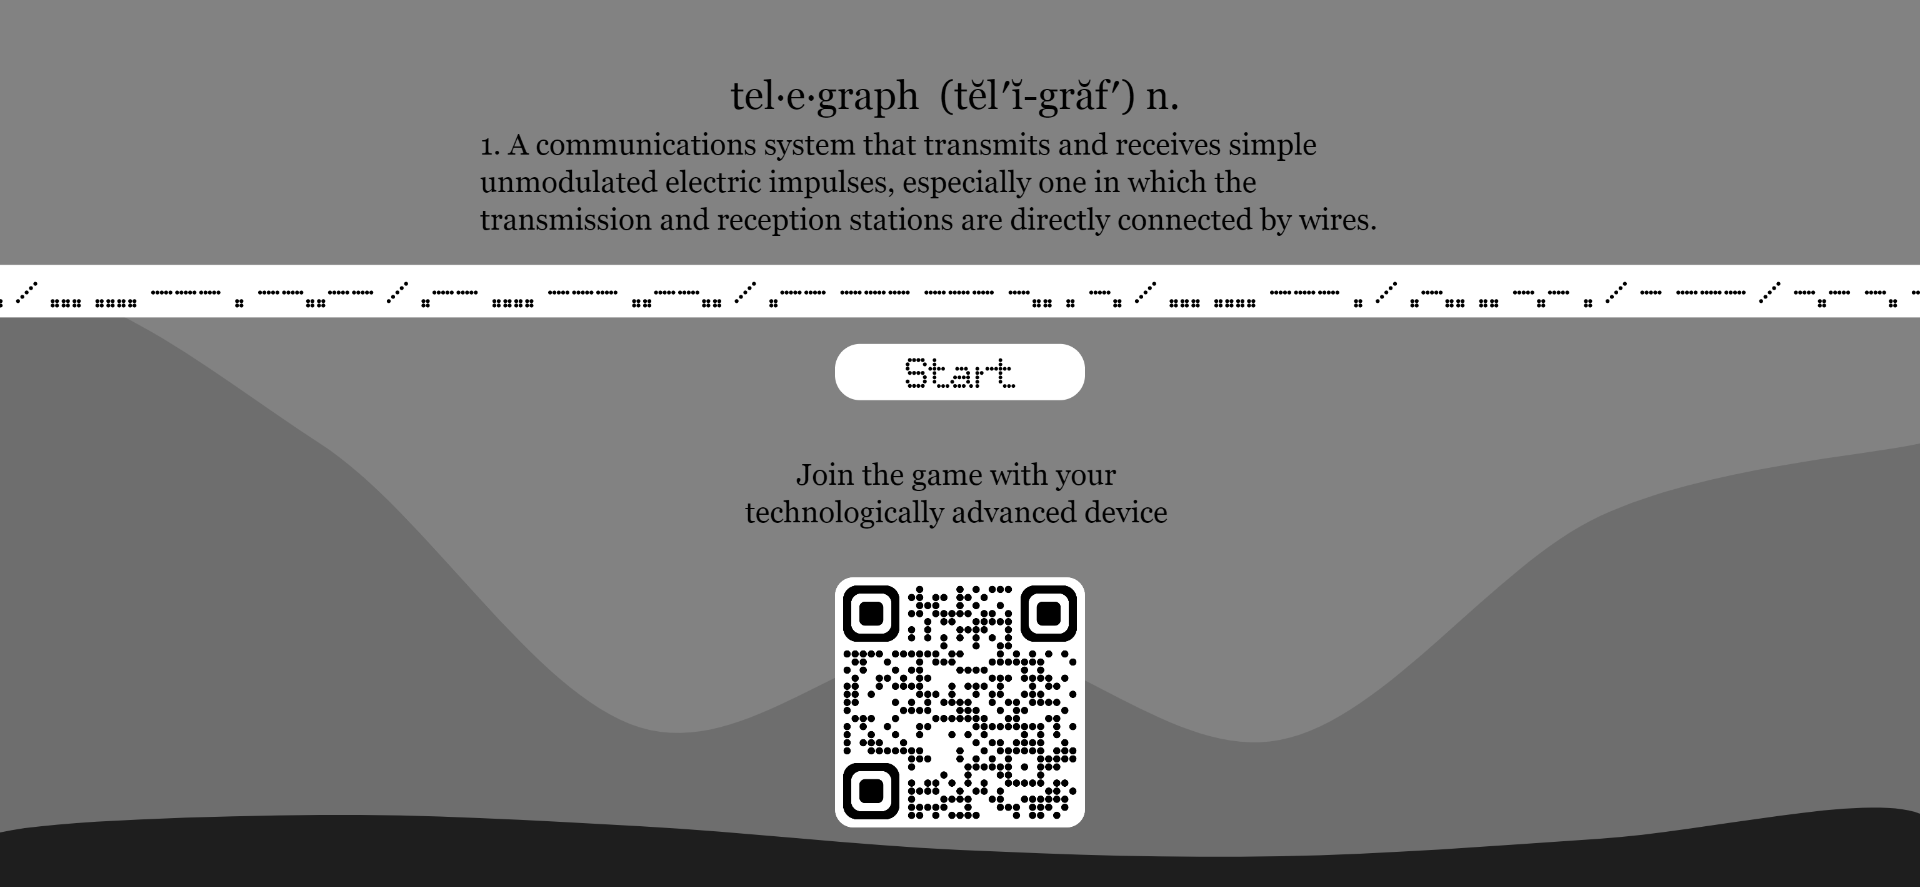 tel·e·graph (tĕl′ĭ-grăf′) n.
1. A communications system that transmits and receives simple
unmodulated electric impulses, especially one in which the
transmission and reception stations are directly connected by wires.
. / ... .... --- . --..-- / .-- .... --- ..--.. / .-- --- --- -.. . -. / ... .... --- . / .-.. .. -.- . / - --- / -.- -. -
Start
Join the game with your
technologically advanced device